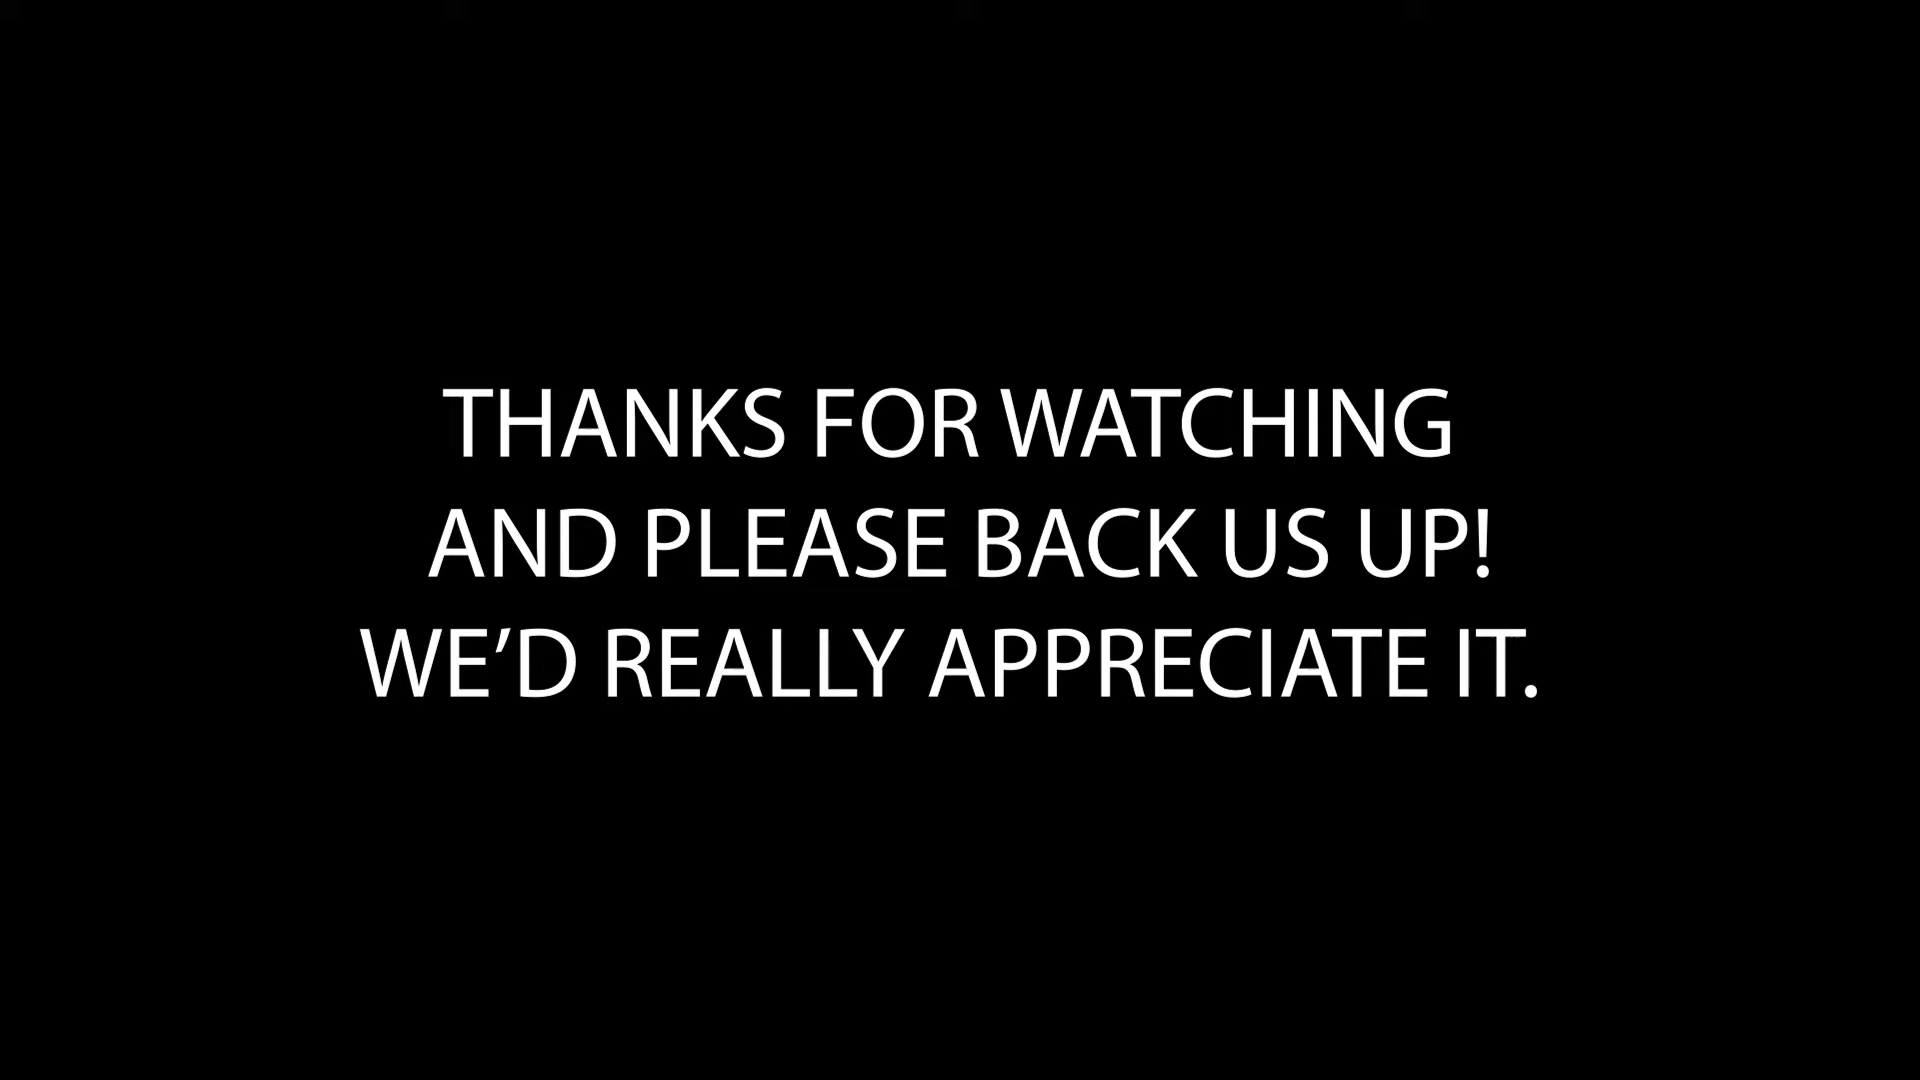 THANKS FOR WATCHING
AND PLEASE BACK US UP!
WE’D REALLY APPRECIATE IT.